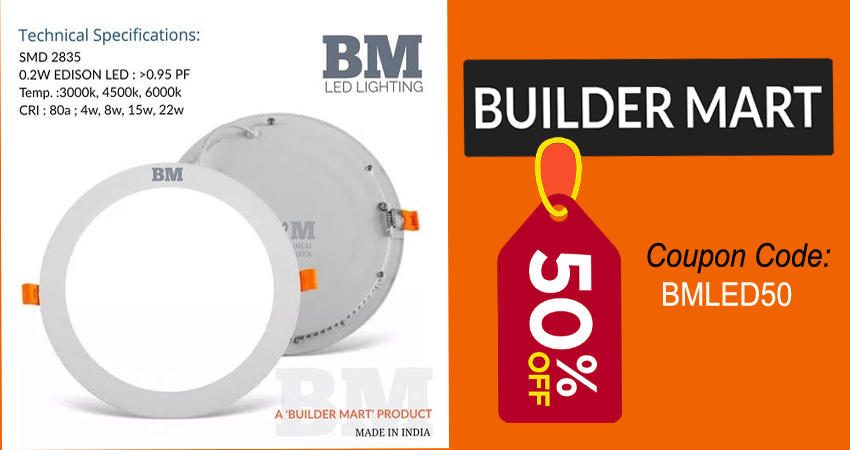 Technical Specifications:
SMD 2835
0.2W EDISON LED : >0.95 PF
Temp. :3000k, 4500k, 6000k
CRI : 80a ; 4w, 8w, 15w, 22w
BM
LED LIGHTING
BM
BM
BM
A 'BUILDER MART' PRODUCT
MADE IN INDIA
BUILDER MART
50%
OFF
Coupon Code:
BMLED50